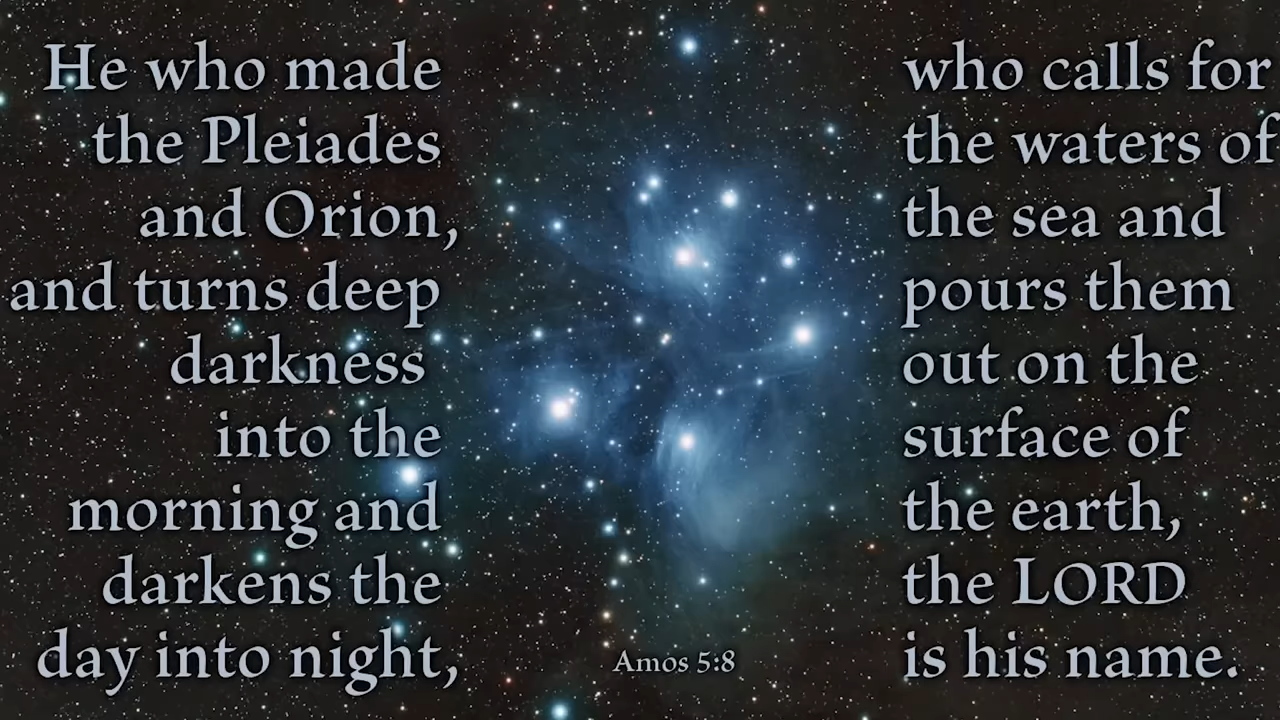 He who made
the Pleiades
and Orion,
and turns deep
darkness
into the
morning and
darkens the
day into night,
who calls for
the waters of
the sea and
pours them
out on the
surface of
the earth,
the LORD
is his name.
Amos 5:8